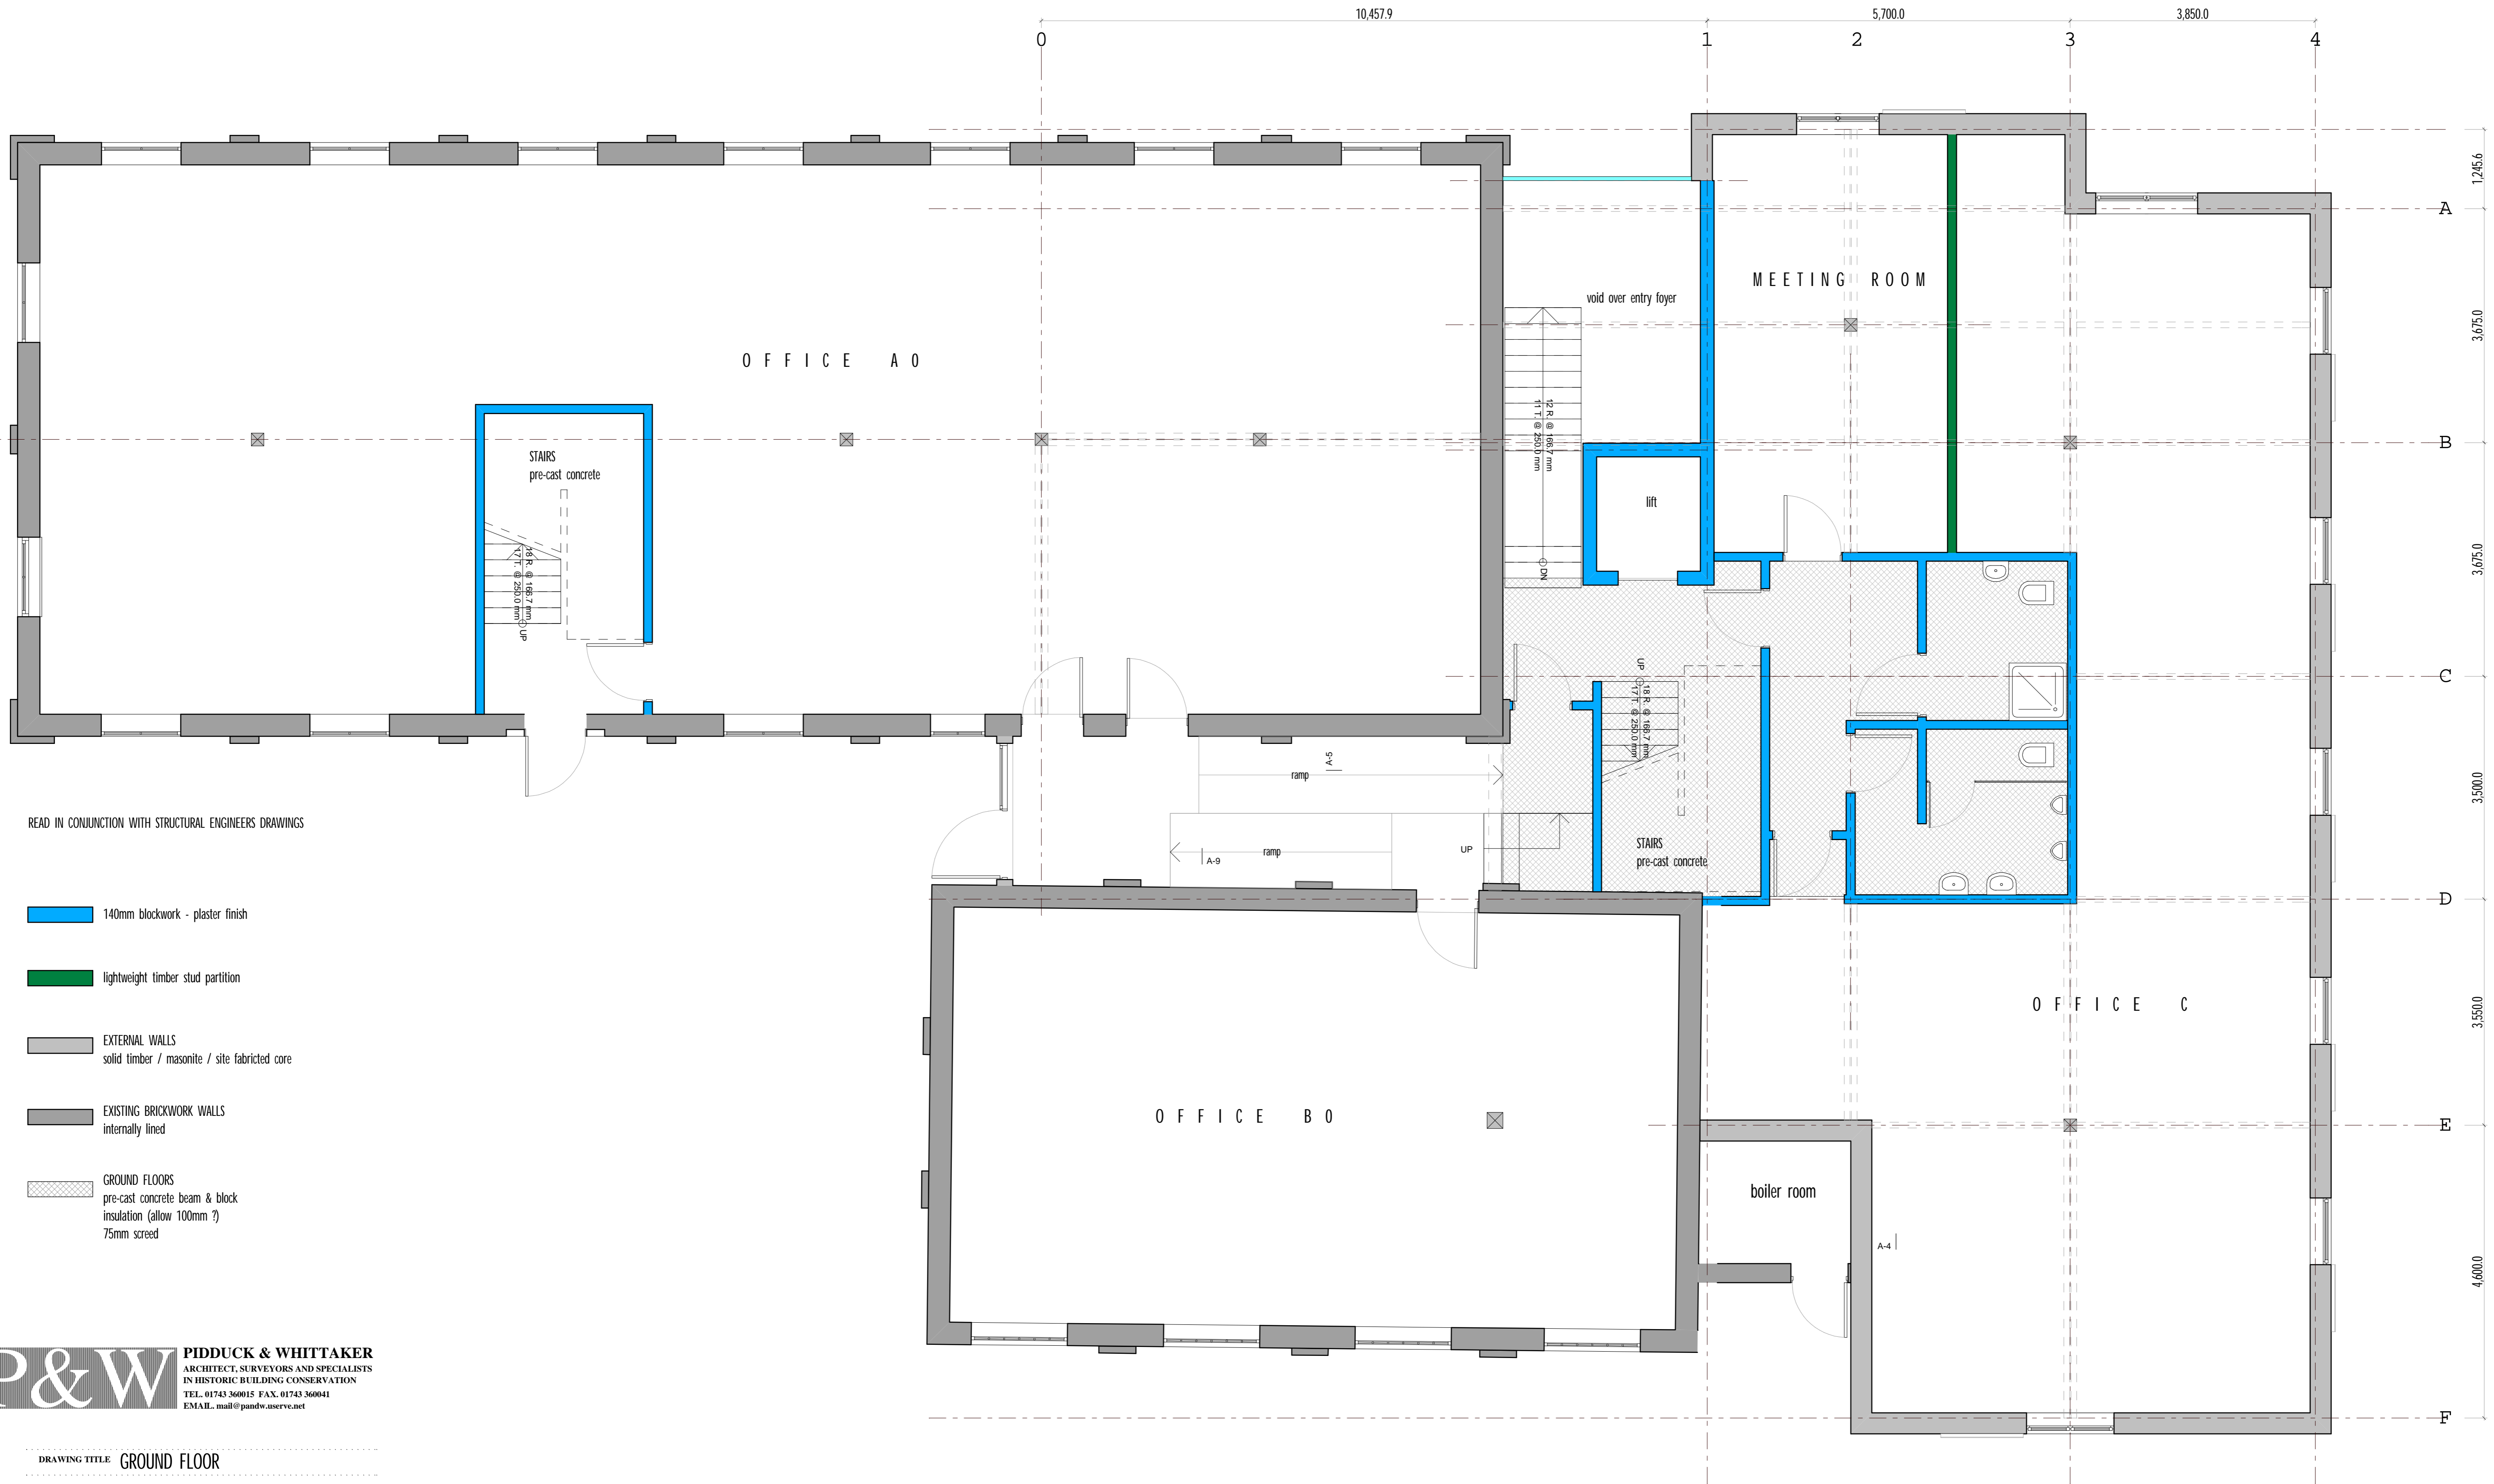 10,457.9
5,700.0
3,850.0
0
1
2
3
4
1,245.6
A
MEETING ROOM
void over entry foyer
3,675.0
OFFICE A0
12 R. @ 166.7 mm
11 T. @ 250.0 mm
B
STAIRS
pre-cast concrete
lift
DN
3,675.0
18 R. @ 166.7 mm
17 T. @ 250.0 mm
UP
UP
18 R. @ 166.7 mm
17 T. @ 250.0 mm
C
A-5
ramp
3,500.0
READ IN CONJUNCTION WITH STRUCTURAL ENGINEERS DRAWINGS
ramp
A-9
UP
STAIRS
pre-cast concrete
D
140mm blockwork - plaster finish
lightweight timber stud partition
OFFICE C
3,550.0
EXTERNAL WALLS
solid timber / masonite / site fabricted core
EXISTING BRICKWORK WALLS
internally lined
OFFICE B0
E
GROUND FLOORS
pre-cast concrete beam & block
insulation (allow 100mm ?)
75mm screed
boiler room
A-4
4,600.0
P&W
PIDDUCK & WHITTAKER
ARCHITECT, SURVEYORS AND SPECIALISTS
IN HISTORIC BUILDING CONSERVATION
TEL. 01743 360015 FAX. 01743 360041
EMAIL. mail@pandw.userve.net
F
DRAWING TITLE GROUND FLOOR